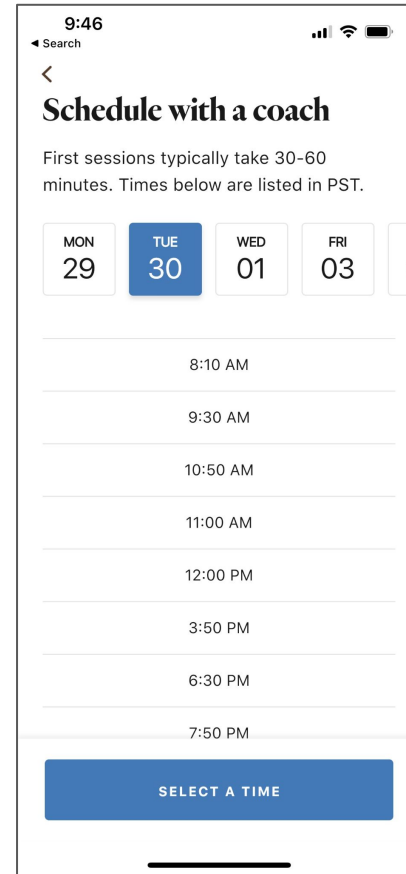 9:46
◄ Search
Schedule with a coach
First sessions typically take 30-60
minutes. Times below are listed in PST.
MON TUE WED FRI
29 30 01 03
8:10 AM
9:30 AM
10:50 AM
11:00 AM
12:00 PM
3:50 PM
6:30 PM
7:50 PM
SELECT A TIME